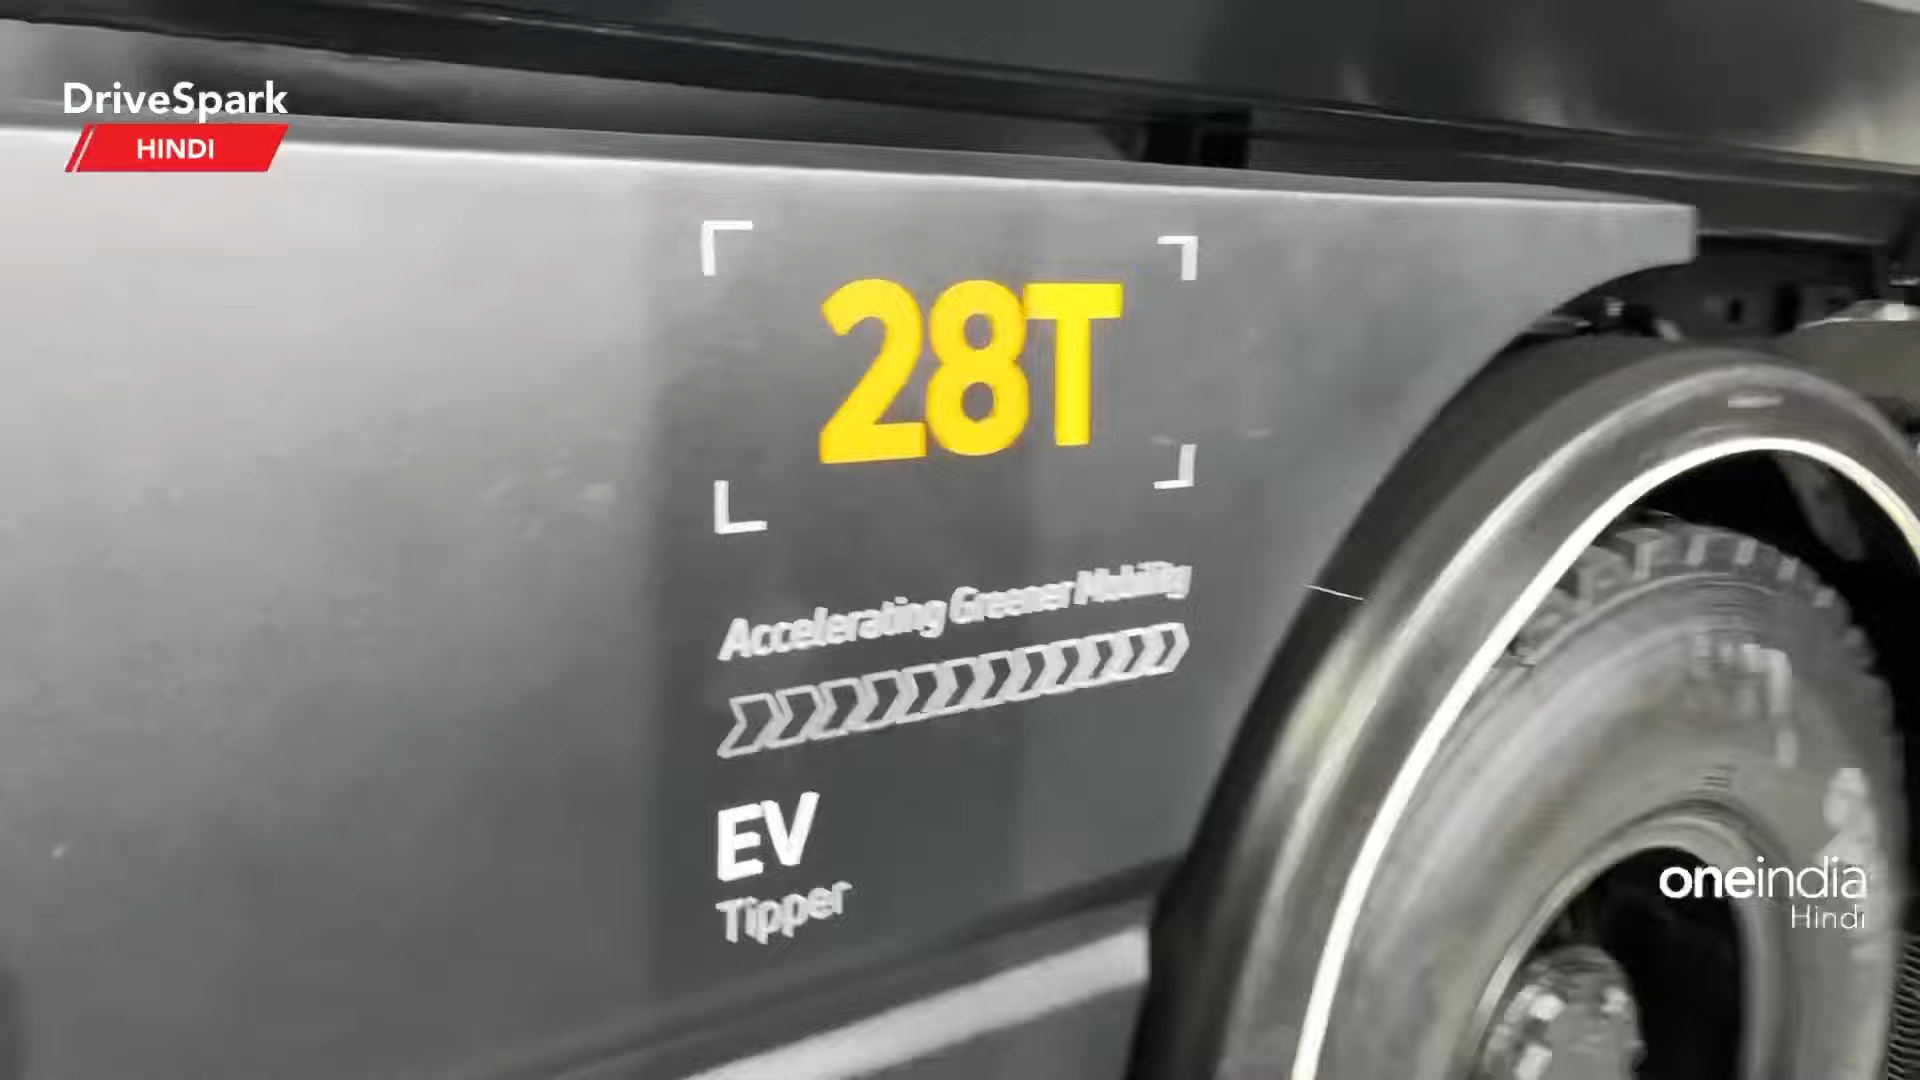 DriveSpark
HINDI
28T
Accelerating Greener Mobility
EV
Tipper
oneindia
Hindi